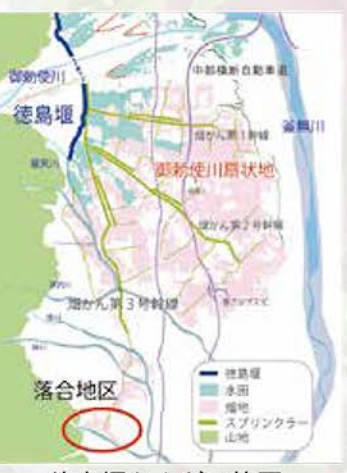 御勅使川
中部横断自動車道
徳島堰
釜無川
畑かん第1幹線
御勅使川扇状地
畑かん第2号幹線
畑かん第3号幹線
落合地区
徳島堰
水田
畑地
スプリンクラー
山地